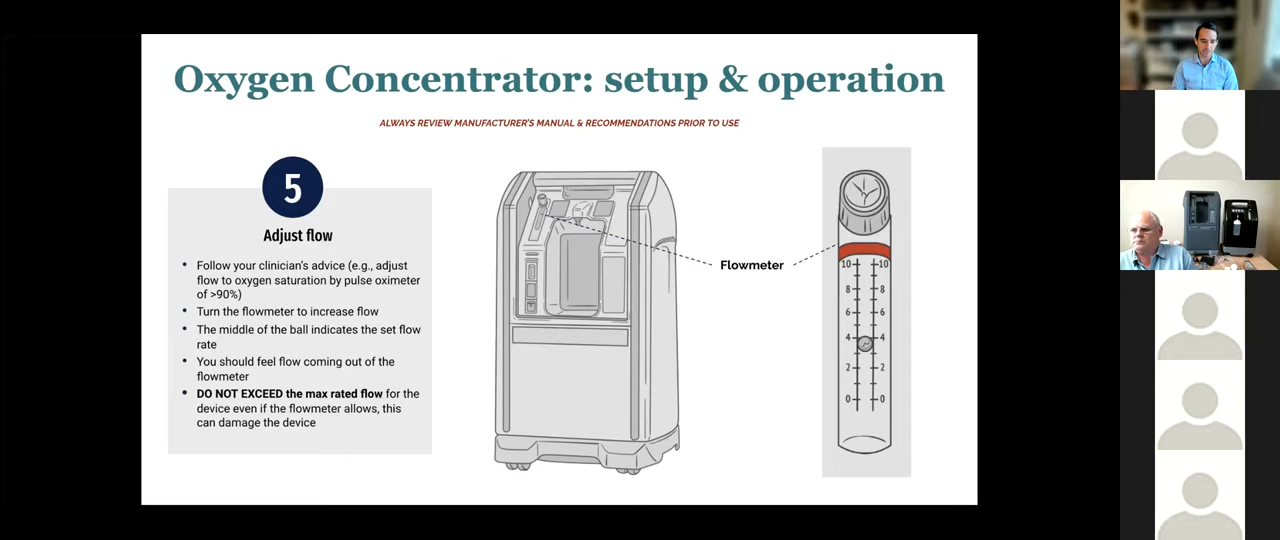 Oxygen Concentrator: setup & operation
ALWAYS REVIEW MANUFACTURER'S MANUAL & RECOMMENDATIONS PRIOR TO USE
5
Adjust flow
• Follow your clinician's advice (e.g., adjust
flow to oxygen saturation by pulse oximeter
of >90%)
• Turn the flowmeter to increase flow
• The middle of the ball indicates the set flow
rate
• You should feel flow coming out of the
flowmeter
• DO NOT EXCEED the max rated flow for the
device even if the flowmeter allows, this
can damage the device
Flowmeter
10 10
8 8
6 6
4 4
2 2
0 0